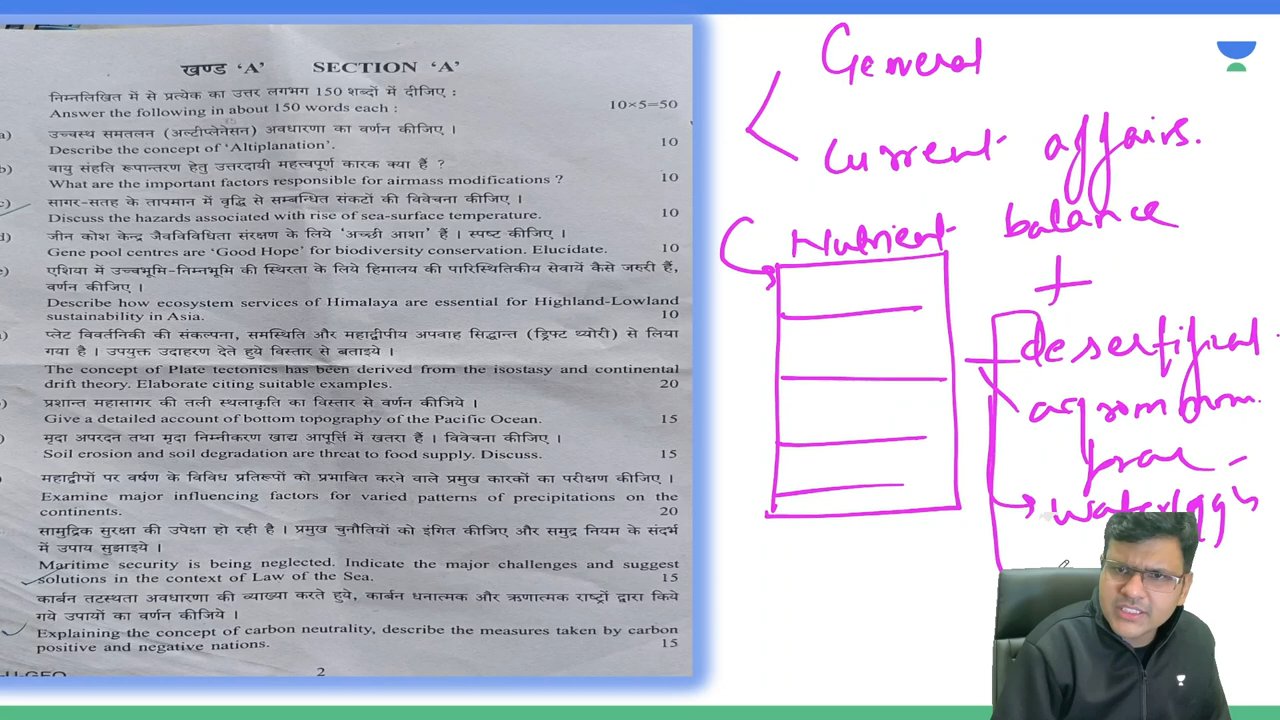 खण्ड ‘A’ SECTION ‘A’
निम्नलिखित में से प्रत्येक का उत्तर लगभग 150 शब्दों में दीजिए :
Answer the following in about 150 words each : 10×5=50
a) उच्चस्थ समतलन (अल्टीप्लेनेसन) अवधारणा का वर्णन कीजिए ।
Describe the concept of ‘Altiplanation’. 10
b) वायु संहति रूपान्तरण हेतु उत्तरदायी महत्त्वपूर्ण कारक क्या हैं ?
What are the important factors responsible for airmass modifications ? 10
c) सागर-सतह के तापमान में वृद्धि से सम्बन्धित संकटों की विवेचना कीजिए ।
Discuss the hazards associated with rise of sea-surface temperature. 10
d) जीन कोश केन्द्र जैवविविधता संरक्षण के लिये आशा’ हैं । स्पष्ट कीजिए ।
Gene pool centres are ‘Gold Hope’ for biodiversity conservation. Elucidate. 10
e) एशिया में उच्चभूमि-निम्नभूमि की स्थिरता के लिये हिमालय की पारिस्थितिकीय सेवायें कैसे जरुरी हैं,
वर्णन कीजिए ।
Describe how ecosystem services of Himalaya are essential for Highland-Lowland
sustainability in Asia. 10
प्लेट विवर्तनिकी की संकल्पना, समस्थिति और महाद्वीपीय अपवाह सिद्धान्त (ड्रिफ्ट थ्योरी) से लिया
गया है । उपयुक्त उदाहरण देते हुये विस्तार से बताइये ।
The concept of Plate tectonics has been derived from the isostasy and continental
drift theory. Elaborate citing suitable examples. 20
प्रशान्त महासागर की तली स्थलाकृति का विस्तार से वर्णन कीजिये ।
Give a detailed account of bottom topography of the Pacific Ocean. 15
मृदा अपरदन तथा मृदा निम्नीकरण खाद्य आपूर्त्ति में खतरा हैं । विवेचना कीजिए ।
Soil erosion and soil degradation are threat to food supply. Discuss. 15
महाद्वीपों पर वर्षण के विविध प्रतिरूपों को प्रभावित करने वाले प्रमुख कारकों का परीक्षण कीजिए ।
Examine major influencing factors for varied patterns of precipitations on the
continents. 20
सामुद्रिक सुरक्षा की उपेक्षा हो रही है । प्रमुख चुनौतियों को इंगित कीजिए और समुद्र नियम के संदर्भ
में उपाय सुझाइये ।
Maritime security is being neglected. Indicate the major challenges and suggest
solutions in the context of Law of the Sea. 15
कार्बन तटस्थता अवधारणा की व्याख्या करते हुये, कार्बन धनात्मक और ऋणात्मक राष्ट्रों द्वारा किये
गये उपायों का वर्णन कीजिये ।
Explaining the concept of carbon neutrality, describe the measures taken by carbon
positive and negative nations. 15
2
General
Current affairs.
Nutrient balance
+